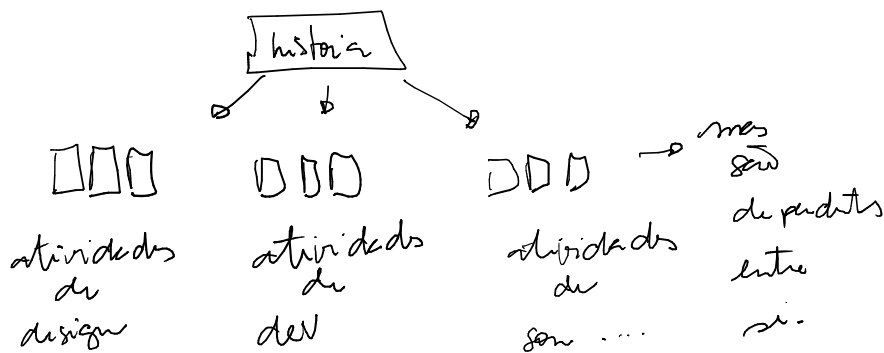 historia
atividades
de
design
atividades
de
dev
atividades
de
som ....
mas
são
dependentes
entre
si.